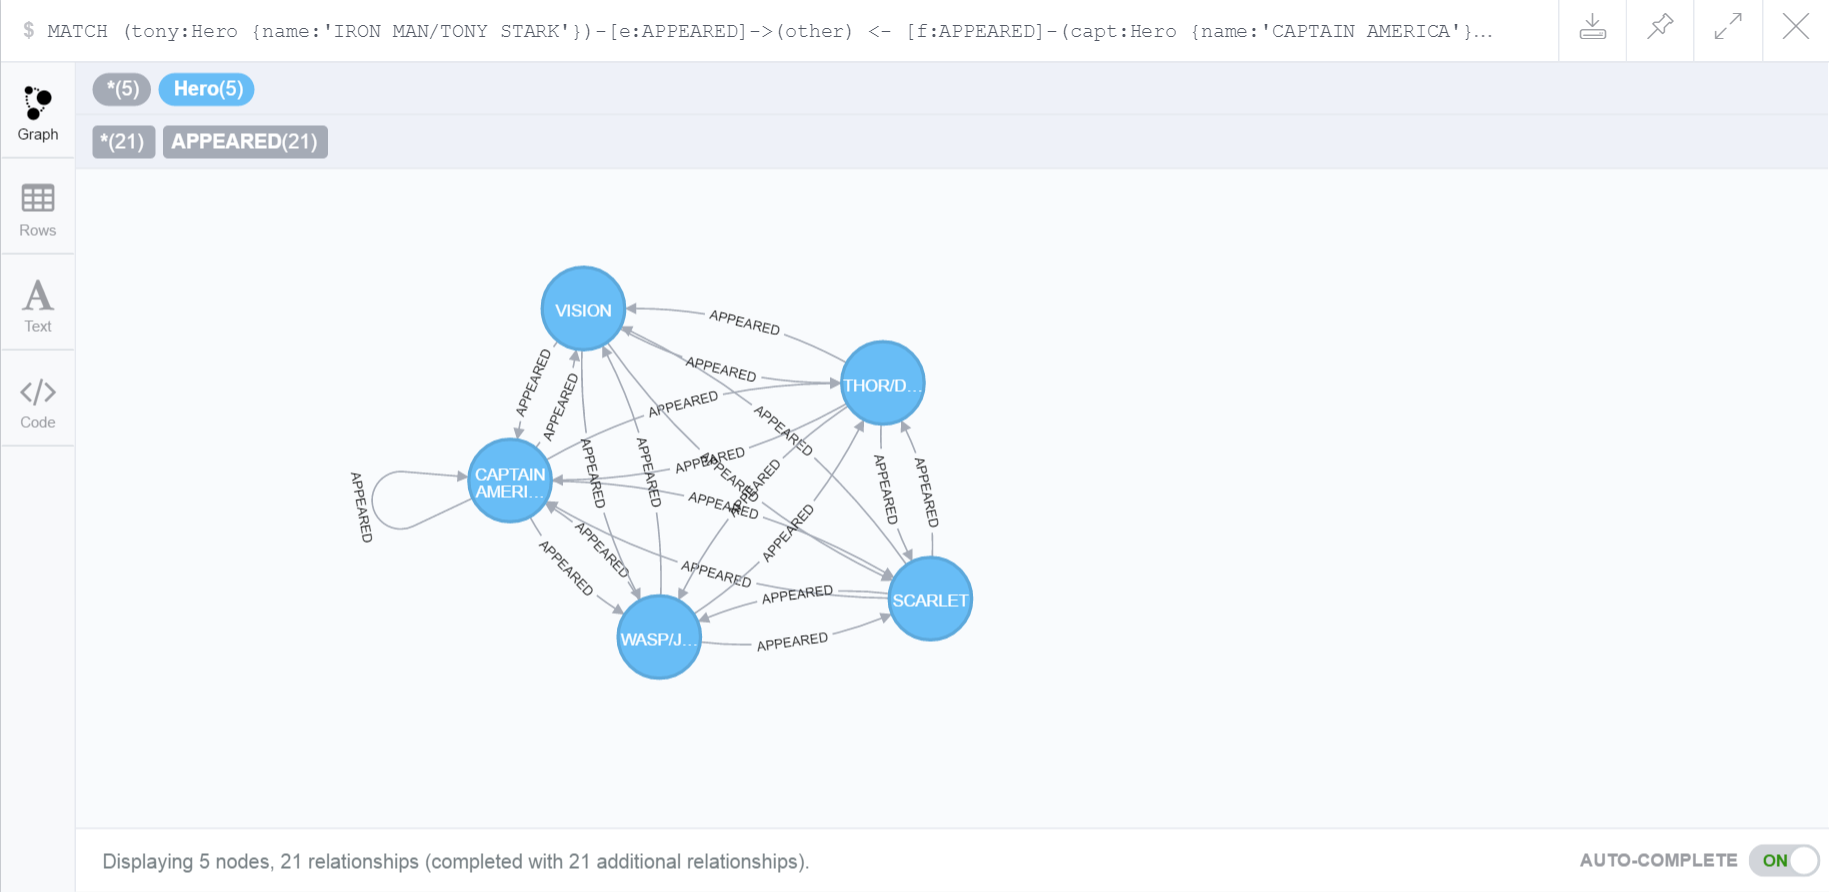 $ MATCH (tony:Hero {name:'IRON MAN/TONY STARK'})-[e:APPEARED]->(other) <- [f:APPEARED]-(capt:Hero {name:'CAPTAIN AMERICA'}...
*(5) Hero(5)
*(21) APPEARED(21)
Graph
Rows
Text
Code
VISION
APPEARED
APPEARED
THOR/D...
APPEARED
APPEARED
APPEARED
APPEARED
APPEARED
APPEARED
APPEARED
APPEARED
APPEARED
APPEARED
CAPTAIN
AMERI...
APPEARED
APPEARED
APPEARED
APPEARED
APPEARED
APPEARED
APPEARED
APPEARED
APPEARED
SCARLET
WASP/J...
APPEARED
Displaying 5 nodes, 21 relationships (completed with 21 additional relationships).
AUTO-COMPLETE ON